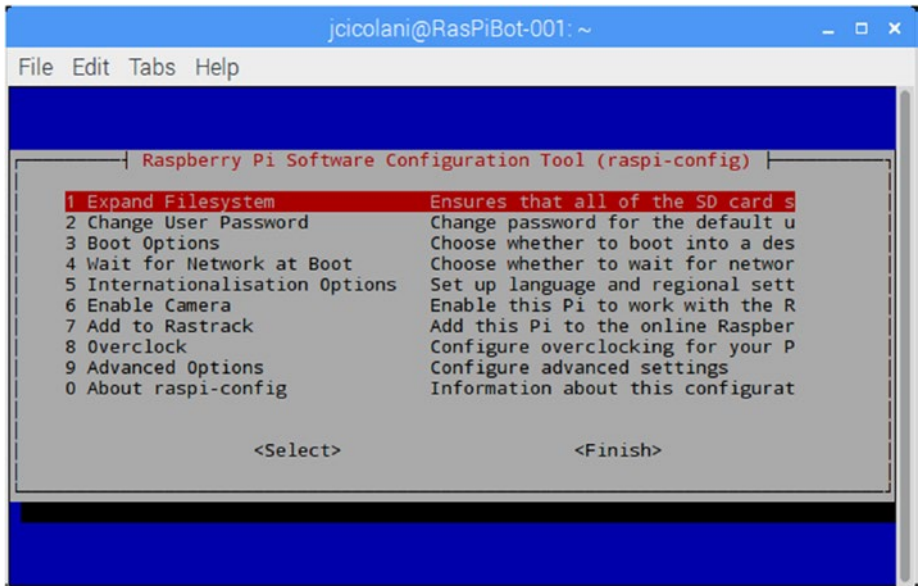 jcicolani@RasPiBot-001: ~
File Edit Tabs Help
Raspberry Pi Software Configuration Tool (raspi-config)
1 Expand Filesystem Ensures that all of the SD card s
2 Change User Password Change password for the default u
3 Boot Options Choose whether to boot into a des
4 Wait for Network at Boot Choose whether to wait for networ
5 Internationalisation Options Set up language and regional sett
6 Enable Camera Enable this Pi to work with the R
7 Add to Rastrack Add this Pi to the online Raspber
8 Overclock Configure overclocking for your P
9 Advanced Options Configure advanced settings
0 About raspi-config Information about this configurat
<Select> <Finish>